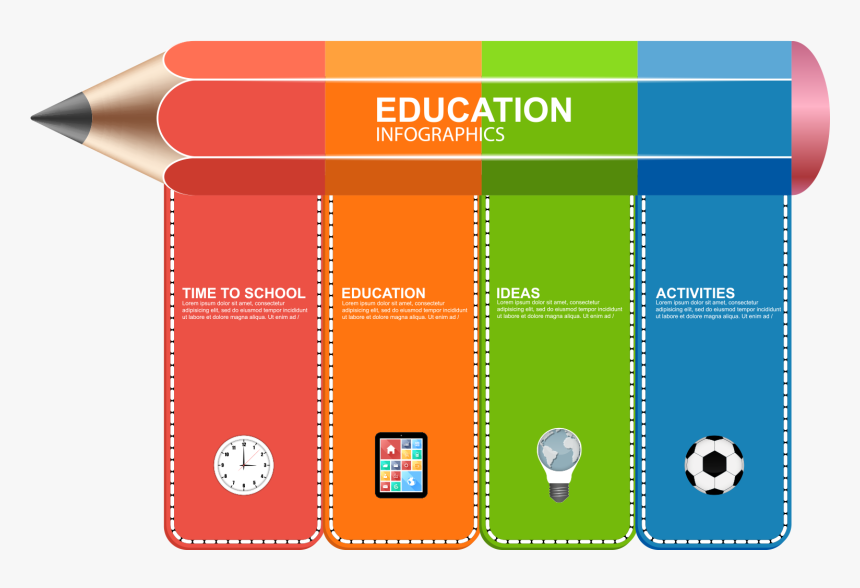 EDUCATION
INFOGRAPHICS
TIME TO SCHOOL
Lorem ipsum dolor sit amet, consectetur
adipisicing elit, sed do eiusmod tempor incididunt
ut labore et dolore magna aliqua. Ut enim ad /
EDUCATION
Lorem ipsum dolor sit amet, consectetur
adipisicing elit, sed do eiusmod tempor incididunt
ut labore et dolore magna aliqua. Ut enim ad /
IDEAS
Lorem ipsum dolor sit amet, consectetur
adipisicing elit, sed do eiusmod tempor incididunt
ut labore et dolore magna aliqua. Ut enim ad /
ACTIVITIES
Lorem ipsum dolor sit amet, consectetur
adipisicing elit, sed do eiusmod tempor incididunt
ut labore et dolore magna aliqua. Ut enim ad /